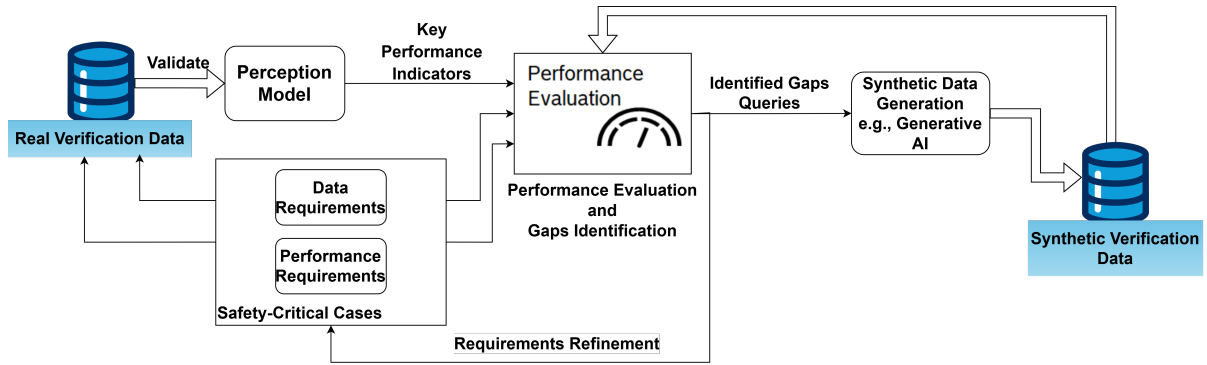 Validate
Perception
Model
Key
Performance
Indicators
Performance
Evaluation
Identified Gaps
Queries
Synthetic Data
Generation
e.g., Generative
AI
Real Verification Data
Data
Requirements
Performance
Requirements
Safety-Critical Cases
Performance Evaluation
and
Gaps Identification
Synthetic Verification
Data
Requirements Refinement